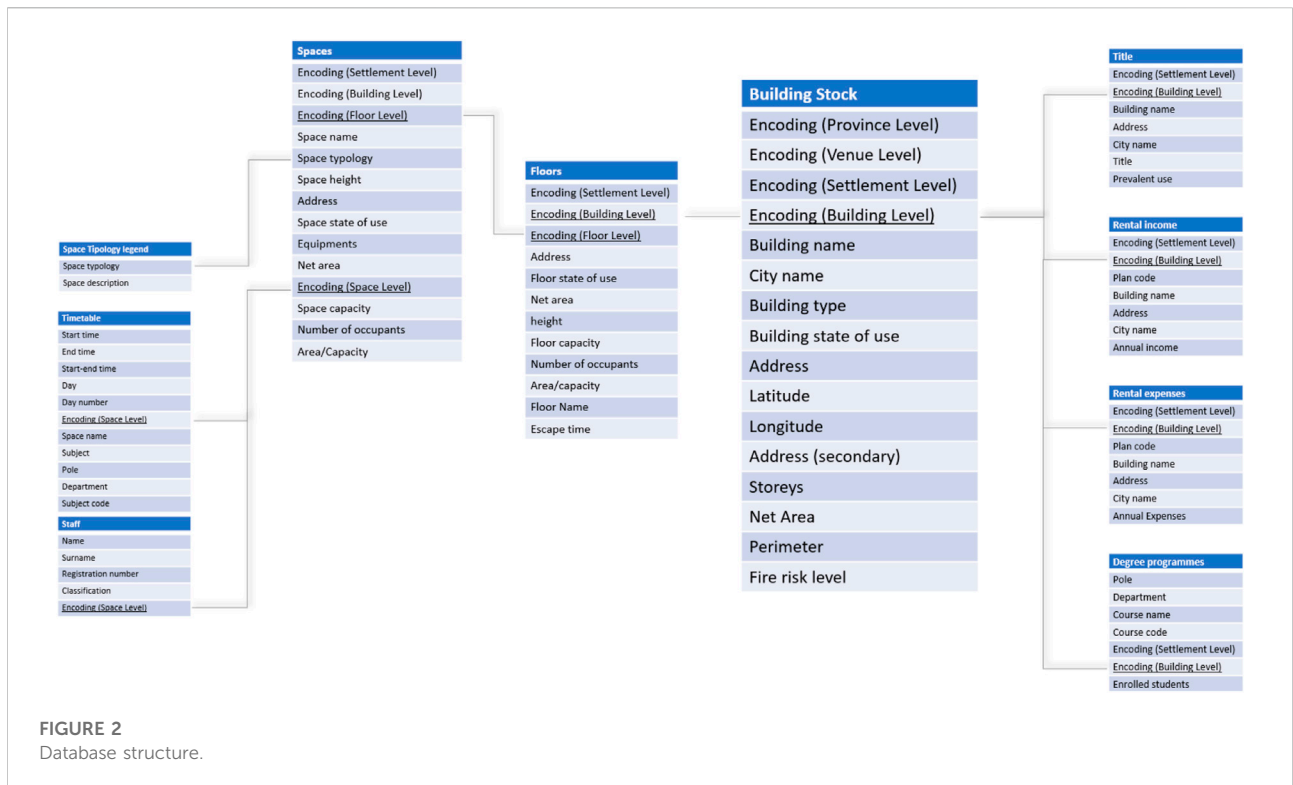 Spaces
Encoding (Settlement Level)
Encoding (Building Level)
Encoding (Floor Level)
Space name
Space typology
Space height
Address
Space state of use
Equipments
Net area
Encoding (Space Level)
Space capacity
Number of occupants
Area/Capacity
Space Tipology legend
Space typology
Space description
Timetable
Start time
End time
Start-end time
Day
Day number
Encoding (Space Level)
Space name
Subject
Pole
Department
Subject code
Staff
Name
Surname
Registration number
Classification
Encoding (Space Level)
Floors
Encoding (Settlement Level)
Encoding (Building Level)
Encoding (Floor Level)
Address
Floor state of use
Net area
height
Floor capacity
Number of occupants
Area/capacity
Floor Name
Escape time
Building Stock
Encoding (Province Level)
Encoding (Venue Level)
Encoding (Settlement Level)
Encoding (Building Level)
Building name
City name
Building type
Building state of use
Address
Latitude
Longitude
Address (secondary)
Storeys
Net Area
Perimeter
Fire risk level
Title
Encoding (Settlement Level)
Encoding (Building Level)
Building name
Address
City name
Title
Prevalent use
Rental income
Encoding (Settlement Level)
Encoding (Building Level)
Plan code
Building name
Address
City name
Annual income
Rental expenses
Encoding (Settlement Level)
Encoding (Building Level)
Plan code
Building name
Address
City name
Annual Expenses
Degree programmes
Pole
Department
Course name
Course code
Encoding (Settlement Level)
Encoding (Building Level)
Enrolled students
FIGURE 2
Database structure.